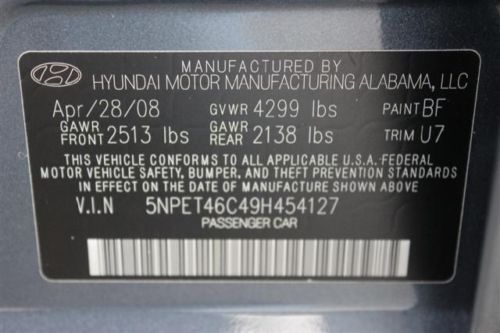 MANUFACTURED BY
HYUNDAI MOTOR MANUFACTURING ALABAMA, LLC
Apr/28/08 GVWR 4299 lbs PAINT BF
GAWR FRONT 2513 lbs GAWR REAR 2138 lbs TRIM U7
THIS VEHICLE CONFORMS TO ALL APPLICABLE U.S.A.FEDERAL
MOTOR VEHICLE SAFETY, BUMPER, AND THEFT PREVENTION STANDARDS
IN EFFECT ON THE DATE OF MANUFACTURE SHOWN ABOVE
V.I.N 5NPET46C49H454127
PASSENGER CAR